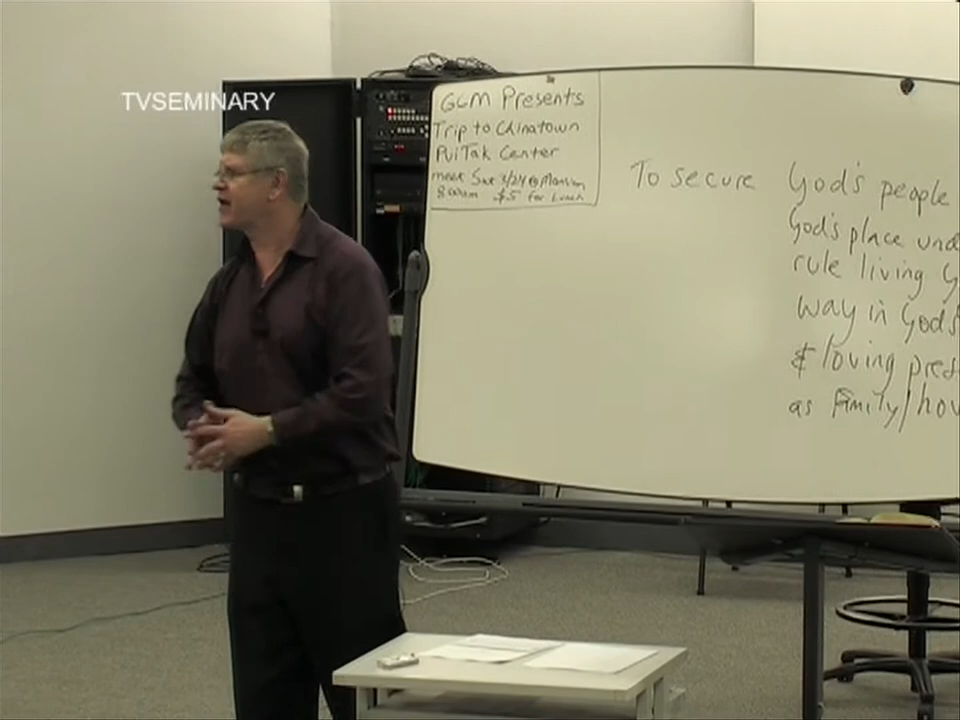 TVSEMINARY
GCM Presents
Trip to Chinatown
PuiTak Center
meet Sat 3/24 @ Mansion
8:00am $5 for Lunch
To secure God's people
God's place und
rule living G
way in God's
& loving pres
as family/hou